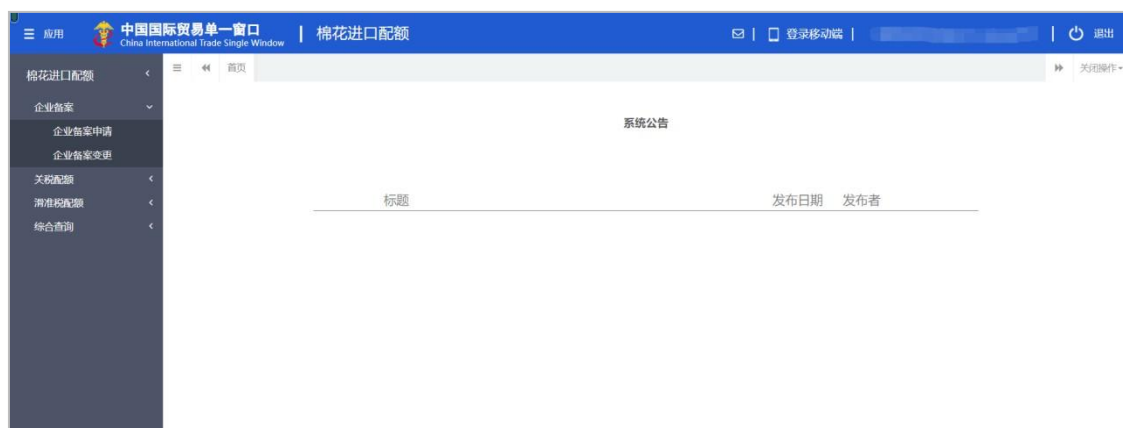 应用
中国国际贸易单一窗口
China International Trade Single Window
棉花进口配额
登录移动端
退出
棉花进口配额
首页
关闭操作
企业备案
企业备案申请
企业备案变更
关税配额
滑准税配额
综合查询
系统公告
标题 发布日期 发布者